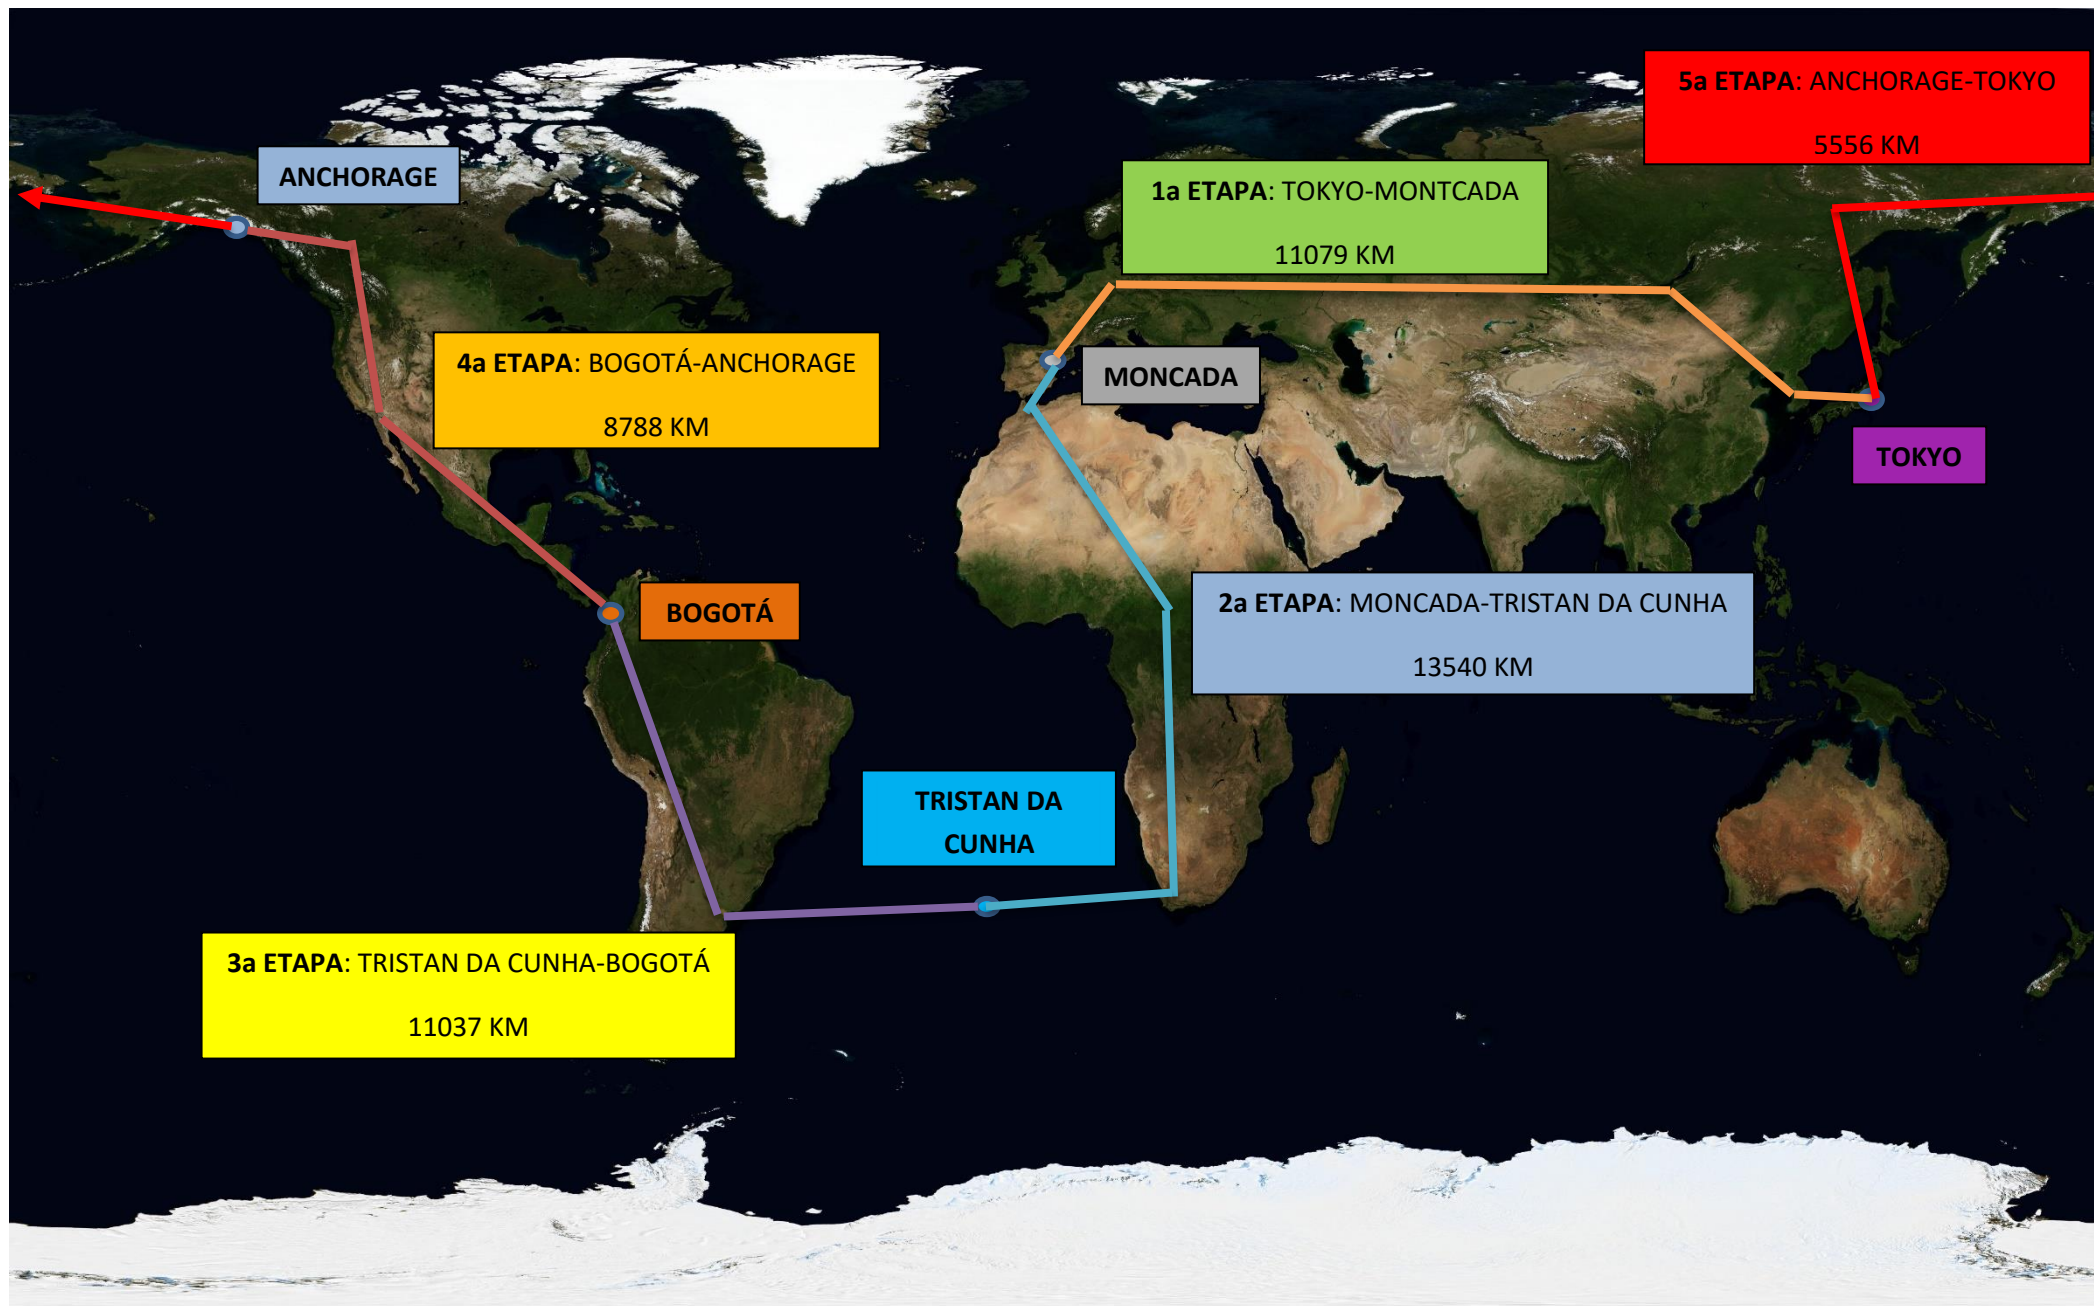 5a ETAPA: ANCHORAGE-TOKYO
5556 KM
ANCHORAGE
1a ETAPA: TOKYO-MONTCADA
11079 KM
4a ETAPA: BOGOTÁ-ANCHORAGE
8788 KM
MONCADA
TOKYO
BOGOTÁ
2a ETAPA: MONCADA-TRISTAN DA CUNHA
13540 KM
TRISTAN DA
CUNHA
3a ETAPA: TRISTAN DA CUNHA-BOGOTÁ
11037 KM